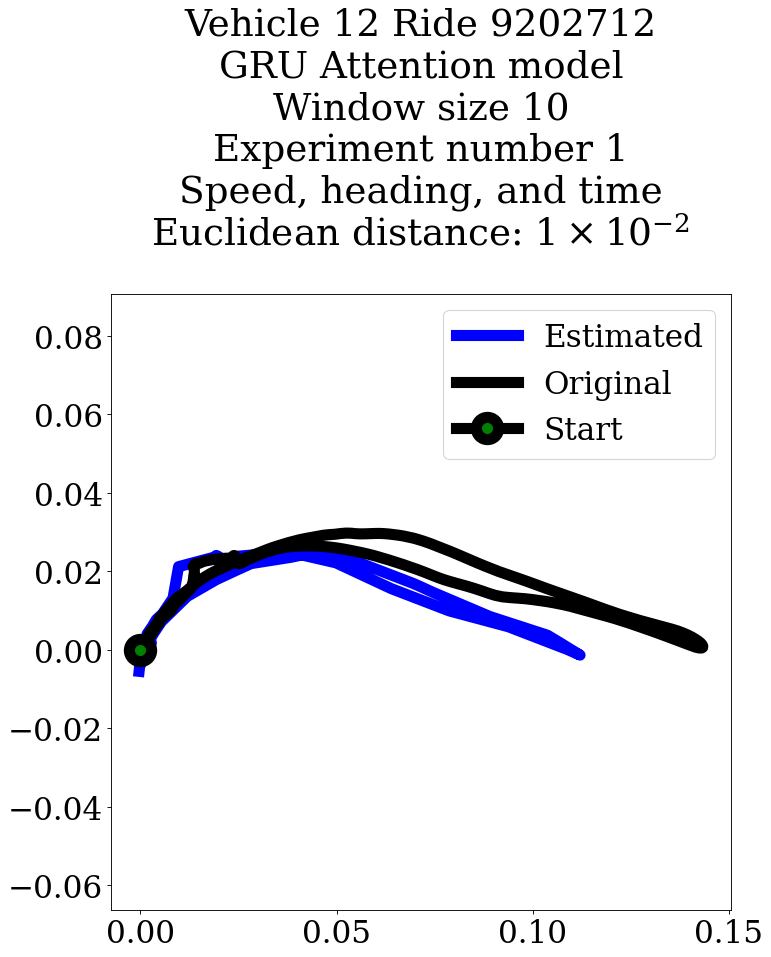 Vehicle 12 Ride 9202712
GRU Attention model
Window size 10
Experiment number 1
Speed, heading, and time
Euclidean distance: 1 × 10⁻²
Estimated
Original
Start
0.08
0.06
0.04
0.02
0.00
−0.02
−0.04
−0.06
0.00 0.05 0.10 0.15